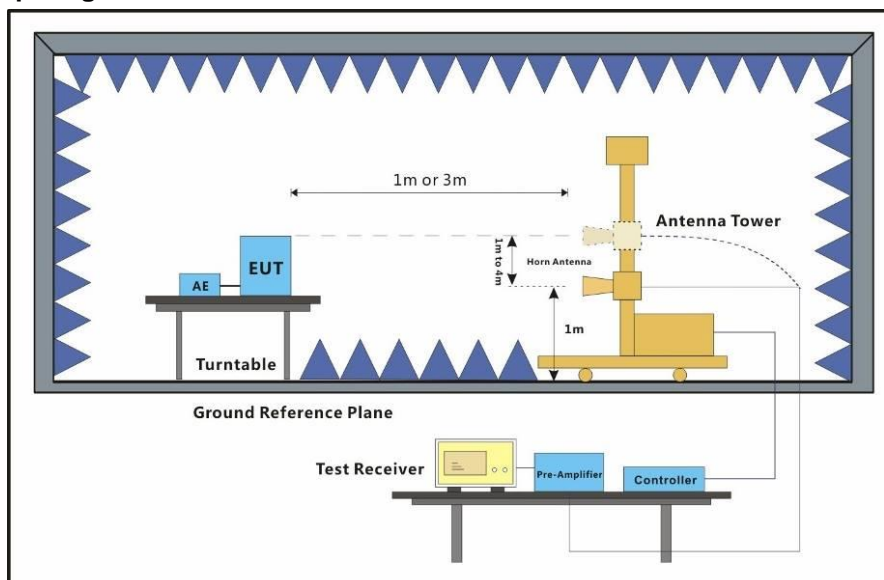 1m or 3m
Antenna Tower
1m to 4m
Horn Antenna
EUT
AE
1m
Turntable
Ground Reference Plane
Test Receiver
Pre-Amplifier
Controller